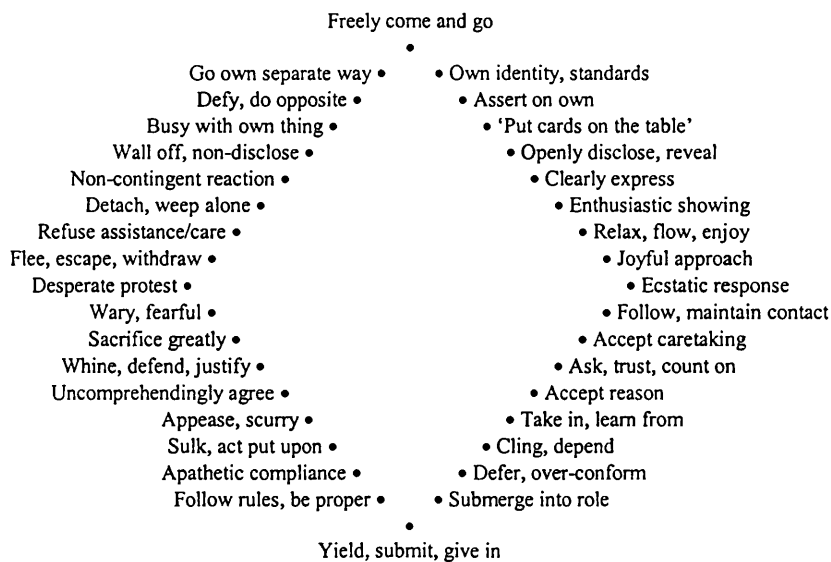 Freely come and go
Go own separate way • • Own identity, standards
Defy, do opposite • • Assert on own
Busy with own thing • • ‘Put cards on the table’
Wall off, non-disclose • • Openly disclose, reveal
Non-contingent reaction • • Clearly express
Detach, weep alone • • Enthusiastic showing
Refuse assistance/care • • Relax, flow, enjoy
Flee, escape, withdraw • • Joyful approach
Desperate protest • • Ecstatic response
Wary, fearful • • Follow, maintain contact
Sacrifice greatly • • Accept caretaking
Whine, defend, justify • • Ask, trust, count on
Uncomprehendingly agree • • Accept reason
Appease, scurry • • Take in, learn from
Sulk, act put upon • • Cling, depend
Apathetic compliance • • Defer, over-conform
Follow rules, be proper • • Submerge into role
Yield, submit, give in